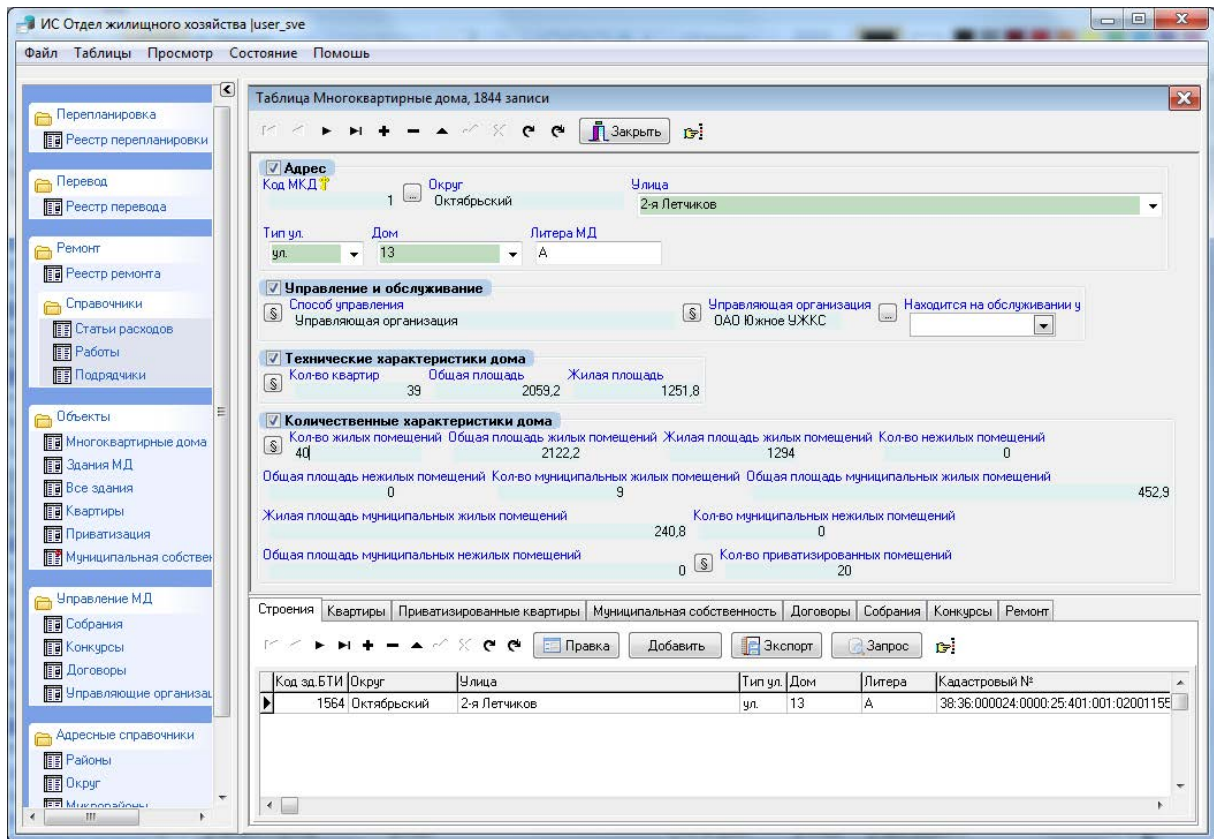 ИС Отдел жилищного хозяйства |user_sve
Файл Таблицы Просмотр Состояние Помошь
Перепланировка
Реестр перепланировки
Перевод
Реестр перевода
Ремонт
Реестр ремонта
Справочники
Статьи расходов
Работы
Подрядчики
Объекты
Многоквартирные дома
Здания МД
Все здания
Квартиры
Приватизация
Муниципальная собствен
Управление МД
Собрания
Конкурсы
Договоры
Управляющие организац
Адресные справочники
Районы
Округ
Микрорайоны
Таблица Многоквартирные дома, 1844 записи
Закрыть
Адрес
Код МКД Округ Улица
1 ... Октябрьский 2-я Летчиков
Тип ул. Дом Литера МД
ул. 13 А
Управление и обслуживание
§ Способ управления § Управляющая организация ... Находится на обслуживании у
Управляющая организация ОАО Южное УЖКС
Технические характеристики дома
§ Кол-во квартир Общая площадь Жилая площадь
39 2059,2 1251,8
Количественные характеристики дома
§ Кол-во жилых помещений Общая площадь жилых помещений Жилая площадь жилых помещений Кол-во нежилых помещений
40 2122,2 1294 0
Общая площадь нежилых помещений Кол-во муниципальных жилых помещений Общая площадь муниципальных жилых помещений
0 9 452,9
Жилая площадь муниципальных жилых помещений Кол-во муниципальных нежилых помещений
240,8 0
Общая площадь муниципальных нежилых помещений § Кол-во приватизированных помещений
0 20
Строения Квартиры Приватизированные квартиры Муниципальная собственность Договоры Собрания Конкурсы Ремонт
Правка Добавить Экспорт Запрос
Код зд.БТИ Округ Улица Тип ул. Дом Литера Кадастровый №
1564 Октябрьский 2-я Летчиков ул. 13 А 38:36:000024:0000:25:401:001:02001155